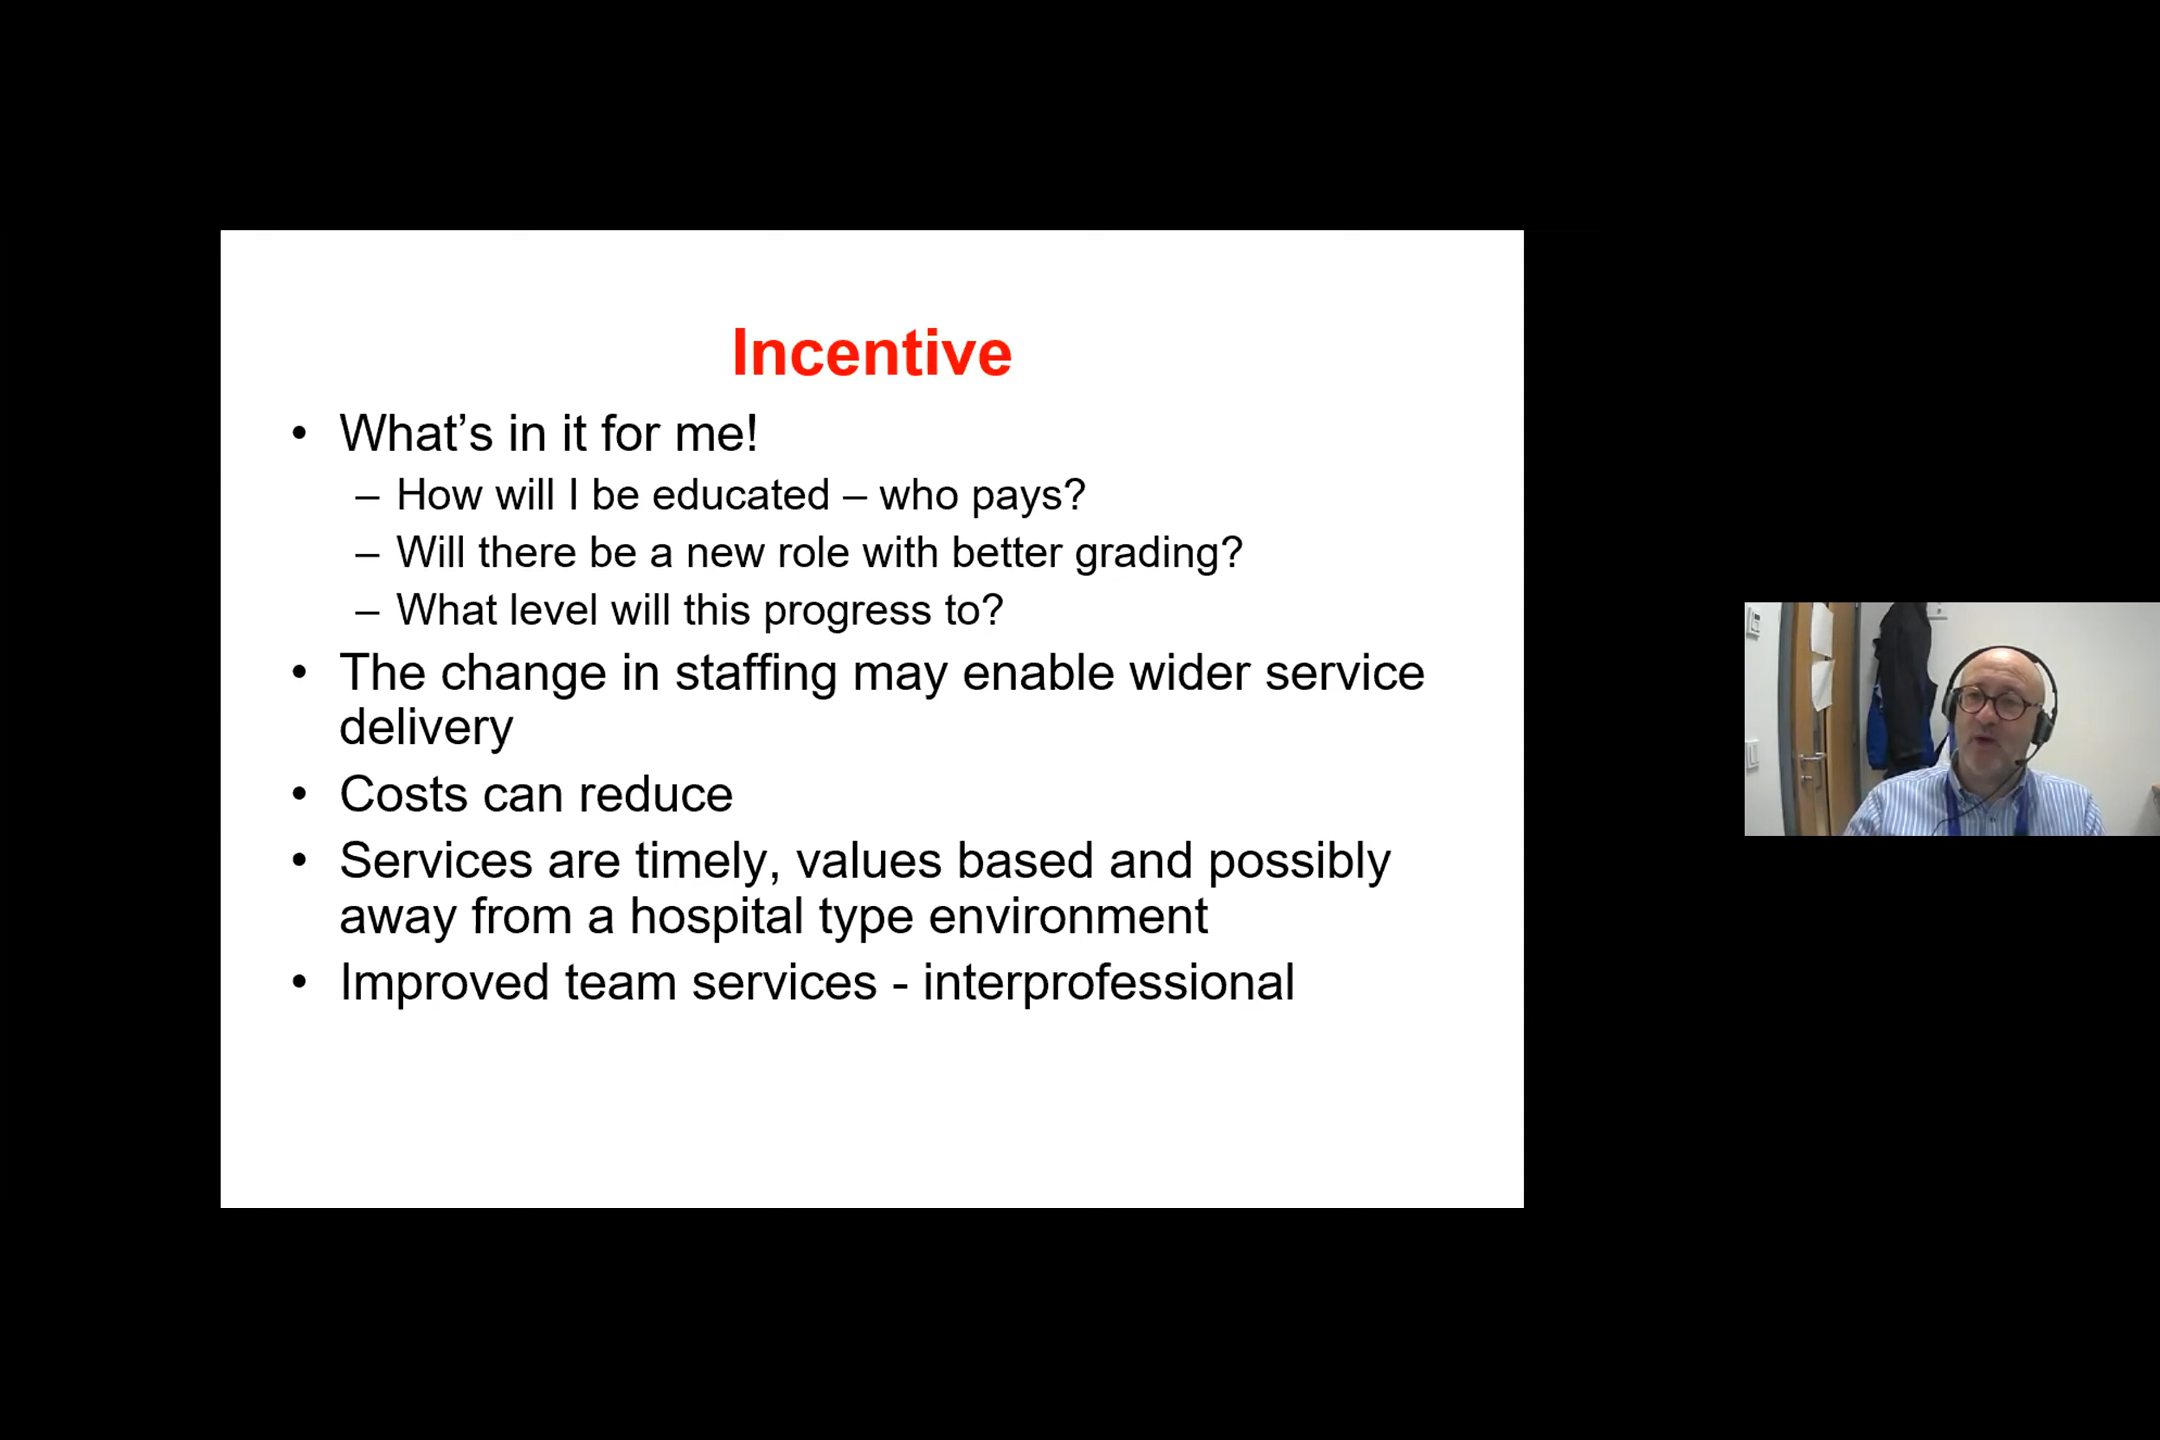 Incentive
• What’s in it for me!
– How will I be educated – who pays?
– Will there be a new role with better grading?
– What level will this progress to?
• The change in staffing may enable wider service
delivery
• Costs can reduce
• Services are timely, values based and possibly
away from a hospital type environment
• Improved team services - interprofessional